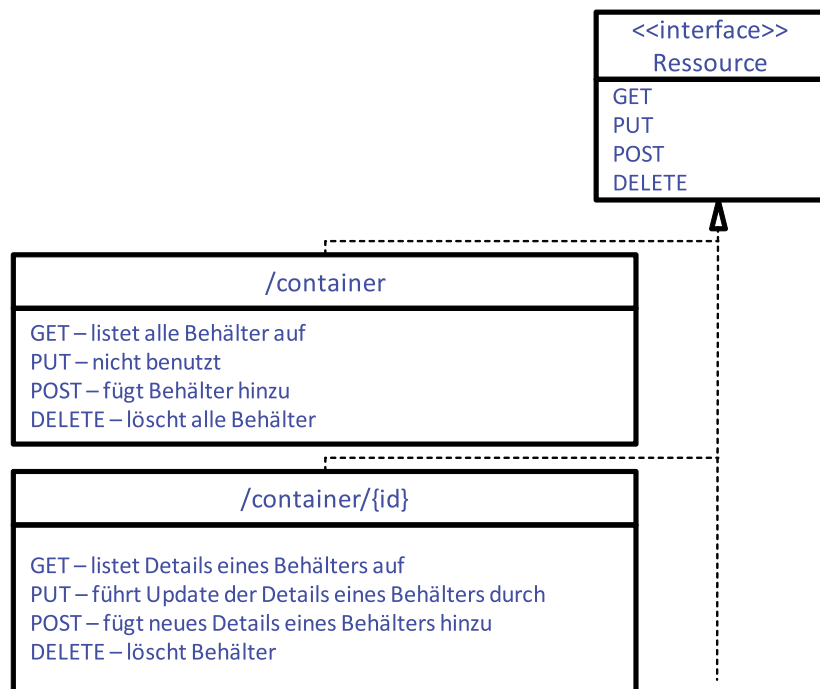 <<interface>>
Ressource
GET
PUT
POST
DELETE
/container
GET – listet alle Behälter auf
PUT – nicht benutzt
POST – fügt Behälter hinzu
DELETE – löscht alle Behälter
/container/{id}
GET – listet Details eines Behälters auf
PUT – führt Update der Details eines Behälters durch
POST – fügt neues Details eines Behälters hinzu
DELETE – löscht Behälter